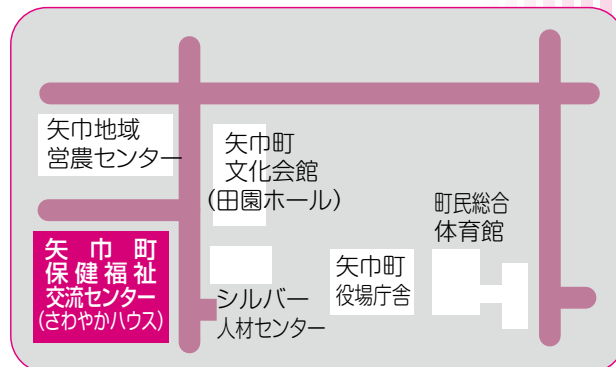 矢巾地域
営農センター
矢巾町
文化会館
(田園ホール)
町民総合
体育館
矢巾町
保健福祉
交流センター
(さわやかハウス)
シルバー
人材センター
矢巾町
役場庁舎